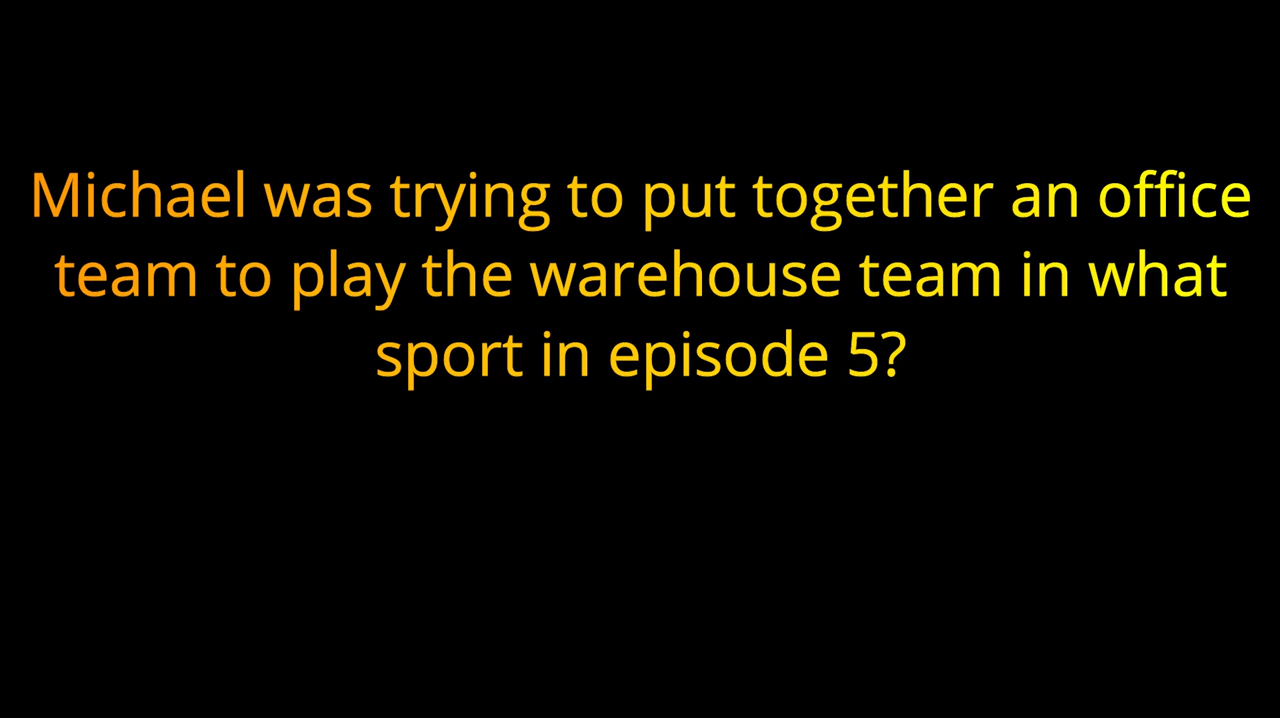 Michael was trying to put together an office
team to play the warehouse team in what
sport in episode 5?